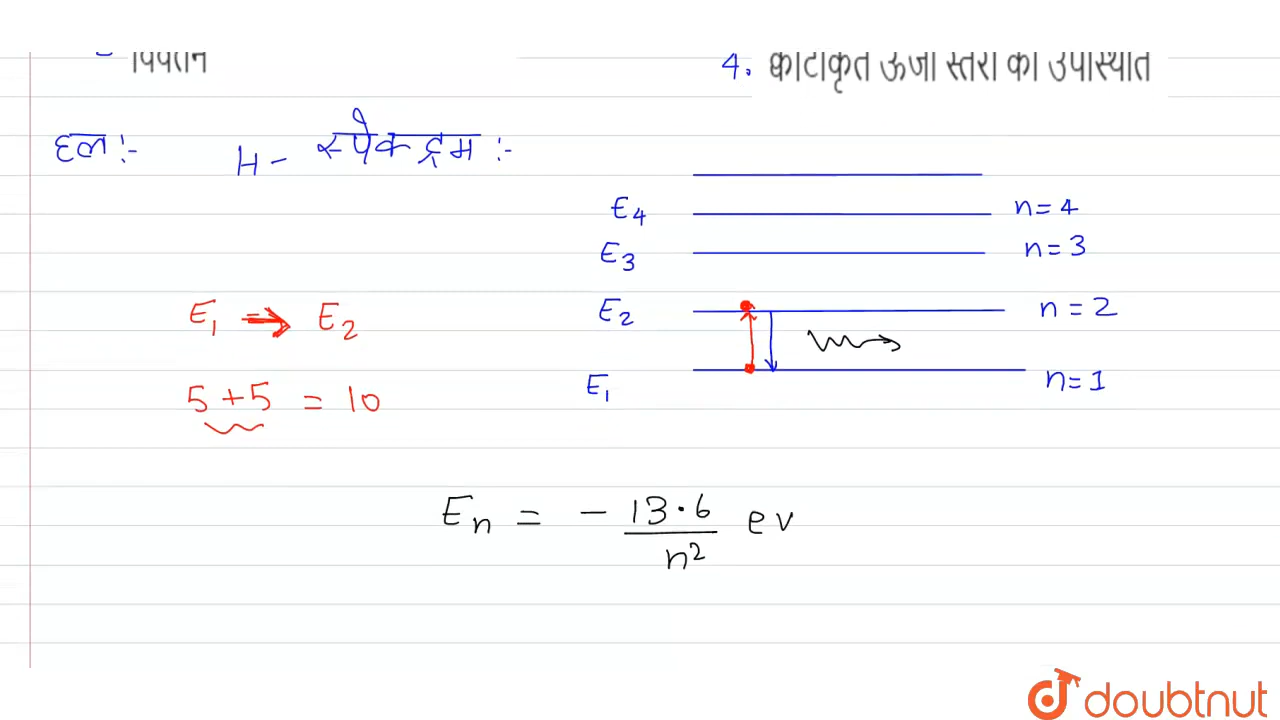 4. क्वांटीकृत ऊर्जा स्तरों की उपस्थिति
हल :-
H - स्पेक्ट्रम :-
E4 n=4
E3 n=3
E1 → E2
E2 n=2
E1 n=1
5+5 = 10
En = - 13.6/n² ev
doubtnut